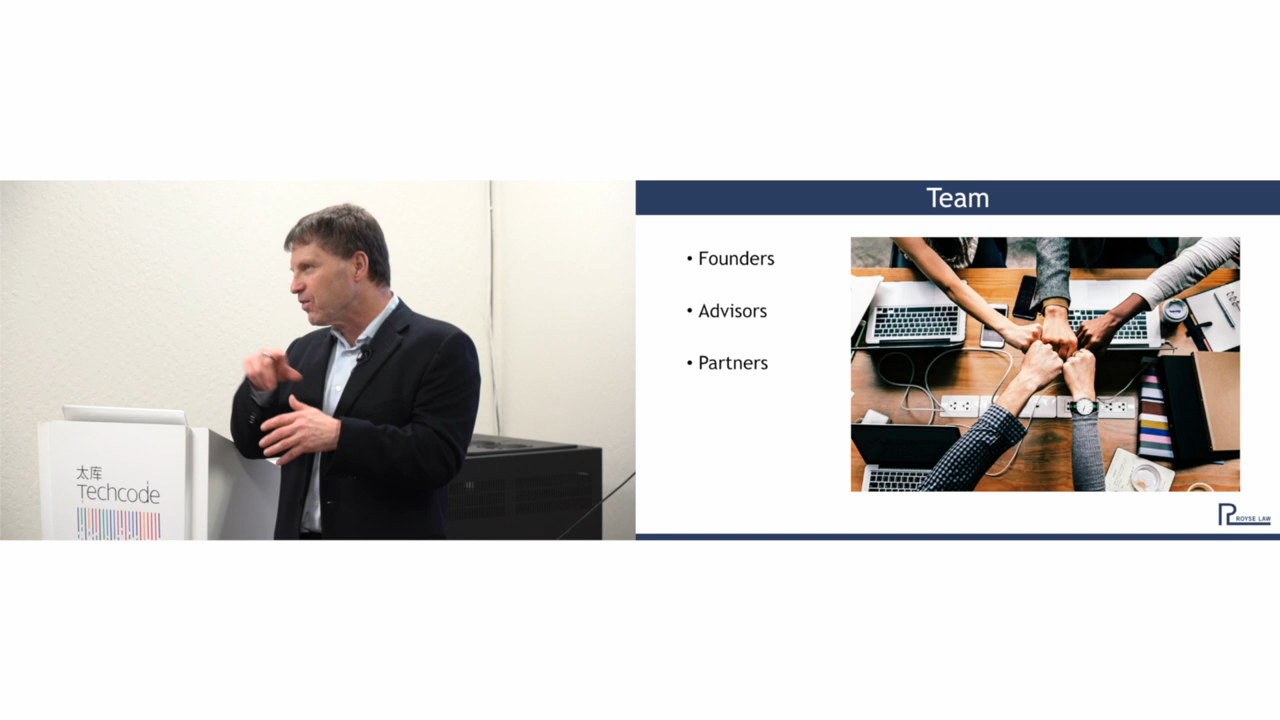 太库
Techcode
Team
• Founders
• Advisors
• Partners
ROYSE LAW